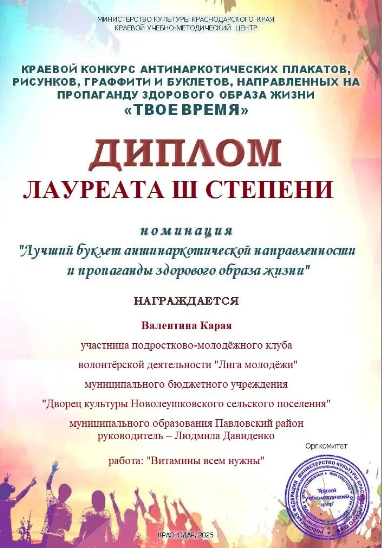 МИНИСТЕРСТВО КУЛЬТУРЫ КРАСНОДАРСКОГО КРАЯ
КРАЕВОЙ УЧЕБНО-МЕТОДИЧЕСКИЙ ЦЕНТР
КРАЕВОЙ КОНКУРС АНТИНАРКОТИЧЕСКИХ ПЛАКАТОВ,
РИСУНКОВ, ГРАФФИТИ И БУКЛЕТОВ, НАПРАВЛЕННЫХ НА
ПРОПАГАНДУ ЗДОРОВОГО ОБРАЗА ЖИЗНИ
«ТВОЕ ВРЕМЯ»
ДИПЛОМ
ЛАУРЕАТА Ш СТЕПЕНИ
номинация
"Лучший буклет антинаркотической направленности
и пропаганды здорового образа жизни"
НАГРАЖДАЕТСЯ
Валентина Карая
участница подростково-молодёжного клуба
волонтёрской деятельности "Лига молодёжи"
муниципального бюджетного учреждения
"Дворец культуры Новолеушковского сельского поселения"
муниципального образования Павловский район
руководитель – Людмила Давиденко
Оргкомитет
работа: "Витамины всем нужны"
КРАСНОДАР, 2025